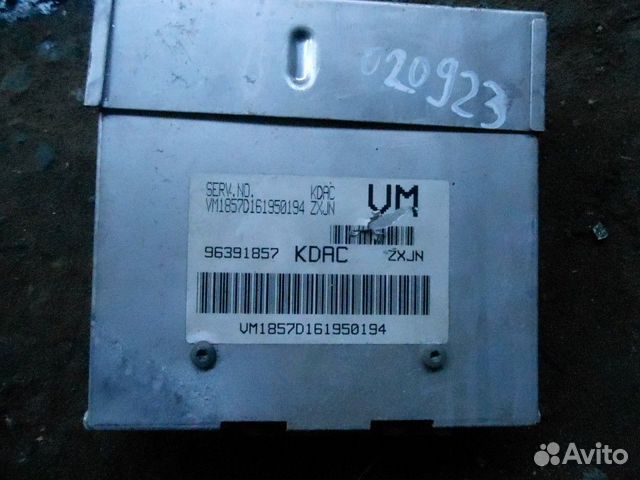 020923
SERV.NO. KDAC VM
VM1857D161950194 ZXJN
96391857 KDAC ZXJN
VM1857D161950194
Avito